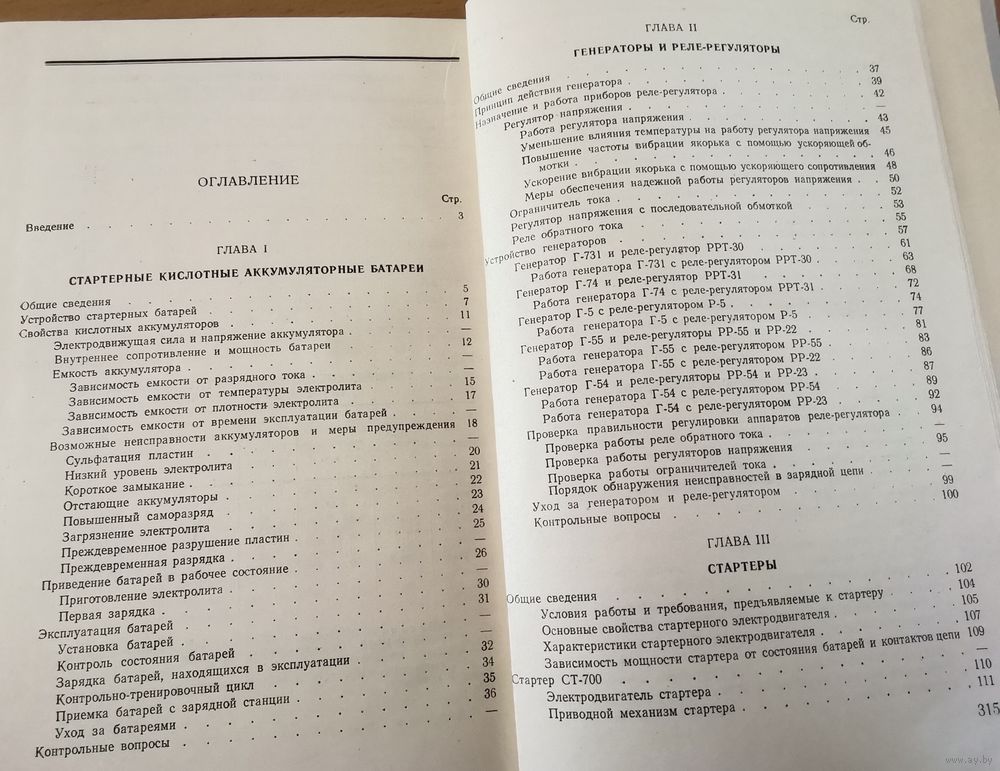 ОГЛАВЛЕНИЕ
Стр.
Введение . . . . . . . . . . . . . . . . 3
ГЛАВА I
СТАРТЕРНЫЕ КИСЛОТНЫЕ АККУМУЛЯТОРНЫЕ БАТАРЕИ
Общие сведения . . . . . . . . . . . . 5
Устройство стартерных батарей . . . . . . . . 7
Свойства кислотных аккумуляторов . . . . . . . . 11
Электродвижущая сила и напряжение аккумулятора . . . . —
Внутреннее сопротивление и мощность батареи . . . . 12
Емкость аккумулятора . . . . . . . . . . —
Зависимость емкости от разрядного тока . . . . . . —
Зависимость емкости от температуры электролита . . . . 15
Зависимость емкости от плотности электролита . . . . 17
Зависимость емкости от времени эксплуатации батарей . . . —
Возможные неисправности аккумуляторов и меры предупреждения 18
Сульфатация пластин . . . . . . . . . . —
Низкий уровень электролита . . . . . . . . 20
Короткое замыкание . . . . . . . . . . 21
Отстающие аккумуляторы . . . . . . . . . 22
Повышенный саморазряд . . . . . . . . . 23
Загрязнение электролита . . . . . . . . . 24
Преждевременное разрушение пластин . . . . . . 25
Преждевременная разрядка . . . . . . . . —
Приведение батарей в рабочее состояние . . . . . . 26
Приготовление электролита . . . . . . . . —
Первая зарядка . . . . . . . . . . . 30
Эксплуатация батарей . . . . . . . . . . 31
Установка батарей . . . . . . . . . . —
Контроль состояния батарей . . . . . . . . —
Зарядка батарей, находящихся в эксплуатации . . . . 32
Контрольно-тренировочный цикл . . . . . . . 34
Приемка батарей с зарядной станции . . . . . . 35
Уход за батареями . . . . . . . . . . 36
Контрольные вопросы . . . . . . . . . . —
Стр.
ГЛАВА II
ГЕНЕРАТОРЫ И РЕЛЕ-РЕГУЛЯТОРЫ
Общие сведения . . . . . . . . . . . . 37
Принцип действия генератора . . . . . . . . 39
Назначение и работа приборов реле-регулятора . . . . . 42
Регулятор напряжения . . . . . . . . . —
Работа регулятора напряжения . . . . . . . 43
Уменьшение влияния температуры на работу регулятора напряжения 45
Повышение частоты вибрации якорька с помощью ускоряющей об-
мотки . . . . . . . . . . . . . 46
Ускорение вибрации якорька с помощью ускоряющего сопротивления 48
Меры обеспечения надежной работы регуляторов напряжения . . 50
Ограничитель тока . . . . . . . . . . 52
Регулятор напряжения с последовательной обмоткой . . . . 53
Реле обратного тока . . . . . . . . . . 55
Устройство генераторов . . . . . . . . . . 57
Генератор Г-731 и реле-регулятор РРТ-30 . . . . . . 61
Работа генератора Г-731 с реле-регулятором РРТ-30 . . . . 63
Генератор Г-74 и реле-регулятор РРТ-31 . . . . . . 68
Работа генератора Г-74 с реле-регулятором РРТ-31 . . . . 72
Генератор Г-5 с реле-регулятором Р-5 . . . . . . . 74
Работа генератора Г-5 с реле-регулятором Р-5 . . . . . 77
Генератор Г-55 и реле-регуляторы РР-55 и РР-22 . . . . 81
Работа генератора Г-55 с реле-регулятором РР-55 . . . . 83
Работа генератора Г-55 с реле-регулятором РР-22 . . . . 86
Генератор Г-54 и реле-регуляторы РР-54 и РР-23 . . . . 87
Работа генератора Г-54 с реле-регулятором РР-54 . . . . 89
Работа генератора Г-54 с реле-регулятором РР-23 . . . . 92
Проверка правильности регулировки аппаратов реле-регулятора . . 94
Проверка работы реле обратного тока . . . . . . —
Проверка работы регуляторов напряжения . . . . . 95
Проверка работы ограничителей тока . . . . . . —
Порядок обнаружения неисправностей в зарядной цепи . . . —
Уход за генератором и реле-регулятором . . . . . . 99
Контрольные вопросы . . . . . . . . . . 100
ГЛАВА III
СТАРТЕРЫ
Общие сведения . . . . . . . . . . . . 102
Условия работы и требования, предъявляемые к стартеру . . . 104
Основные свойства стартерного электродвигателя . . . . 105
Характеристики стартерного электродвигателя . . . . . 107
Зависимость мощности стартера от состояния батарей и контактов цепи 109
Стартер СТ-700 . . . . . . . . . . . —
Электродвигатель стартера . . . . . . . . 110
Приводной механизм стартера . . . . . . . 111
315
www.ay.by